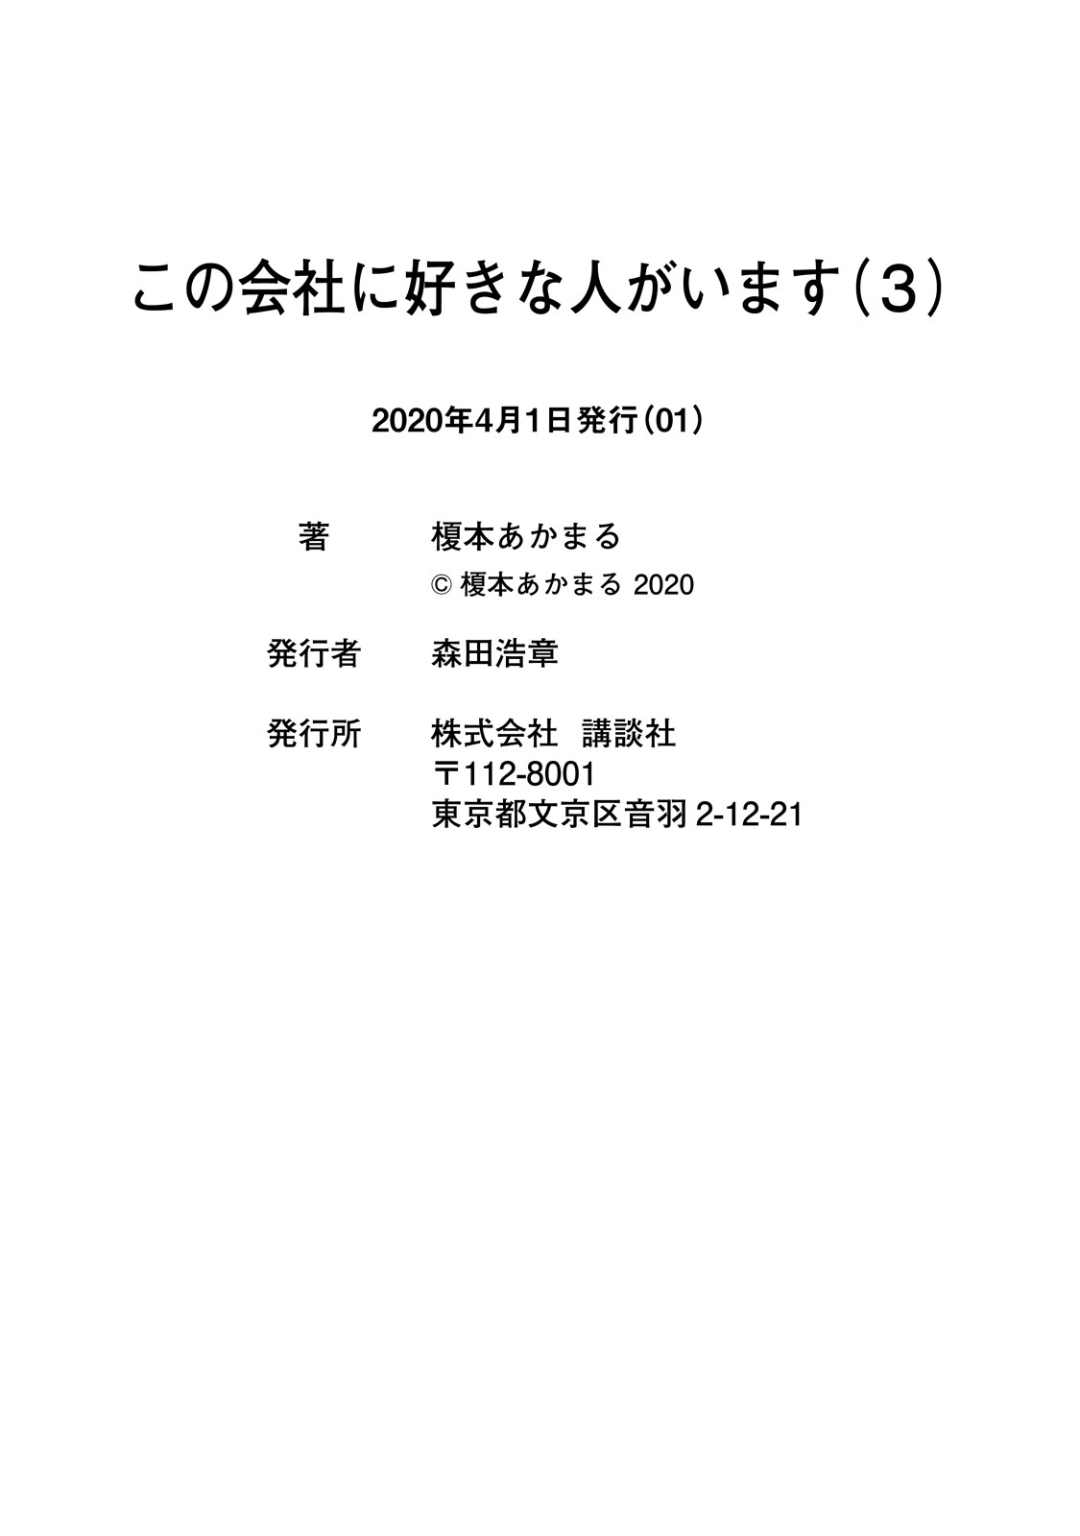 この会社に好きな人がいます(3)
2020年4月1日発行(01)
著 榎本あかまる
© 榎本あかまる 2020
発行者 森田浩章
発行所 株式会社 講談社
〒112-8001
東京都文京区音羽 2-12-21